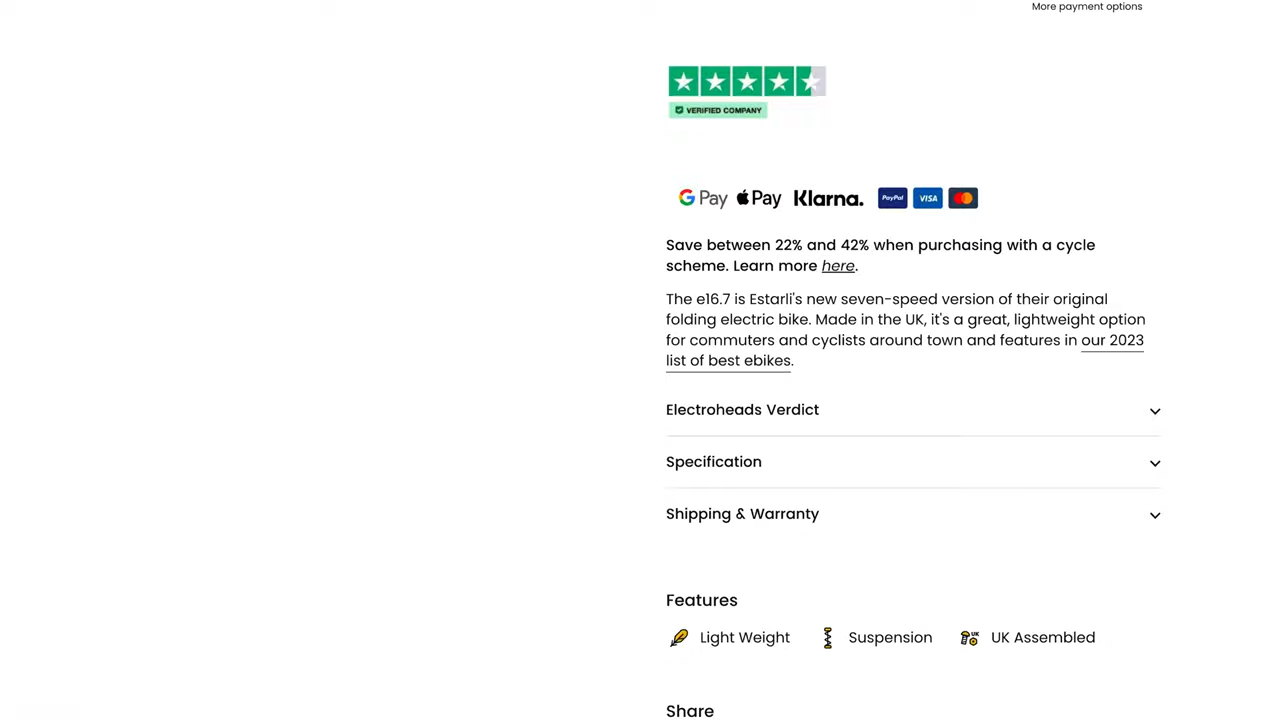 More payment options
VERIFIED COMPANY
G Pay Pay Klarna. PayPal VISA
Save between 22% and 42% when purchasing with a cycle
scheme. Learn more here.
The e16.7 is Estarli's new seven-speed version of their original
folding electric bike. Made in the UK, it's a great, lightweight option
for commuters and cyclists around town and features in our 2023
list of best ebikes.
Electroheads Verdict
Specification
Shipping & Warranty
Features
Light Weight Suspension UK UK Assembled
Share